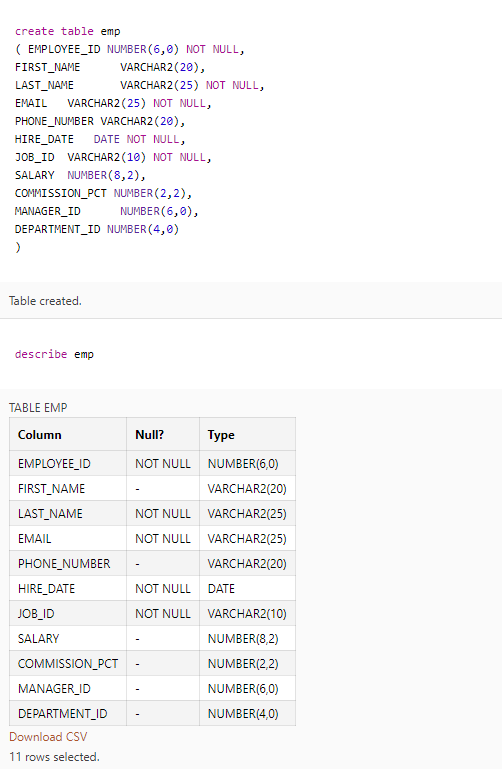 create table emp
( EMPLOYEE_ID NUMBER(6,0) NOT NULL,
FIRST_NAME VARCHAR2(20),
LAST_NAME VARCHAR2(25) NOT NULL,
EMAIL VARCHAR2(25) NOT NULL,
PHONE_NUMBER VARCHAR2(20),
HIRE_DATE DATE NOT NULL,
JOB_ID VARCHAR2(10) NOT NULL,
SALARY NUMBER(8,2),
COMMISSION_PCT NUMBER(2,2),
MANAGER_ID NUMBER(6,0),
DEPARTMENT_ID NUMBER(4,0)
)
Table created.
describe emp
TABLE EMP
Column Null? Type
EMPLOYEE_ID NOT NULL NUMBER(6,0)
FIRST_NAME - VARCHAR2(20)
LAST_NAME NOT NULL VARCHAR2(25)
EMAIL NOT NULL VARCHAR2(25)
PHONE_NUMBER - VARCHAR2(20)
HIRE_DATE NOT NULL DATE
JOB_ID NOT NULL VARCHAR2(10)
SALARY - NUMBER(8,2)
COMMISSION_PCT - NUMBER(2,2)
MANAGER_ID - NUMBER(6,0)
DEPARTMENT_ID - NUMBER(4,0)
Download CSV
11 rows selected.